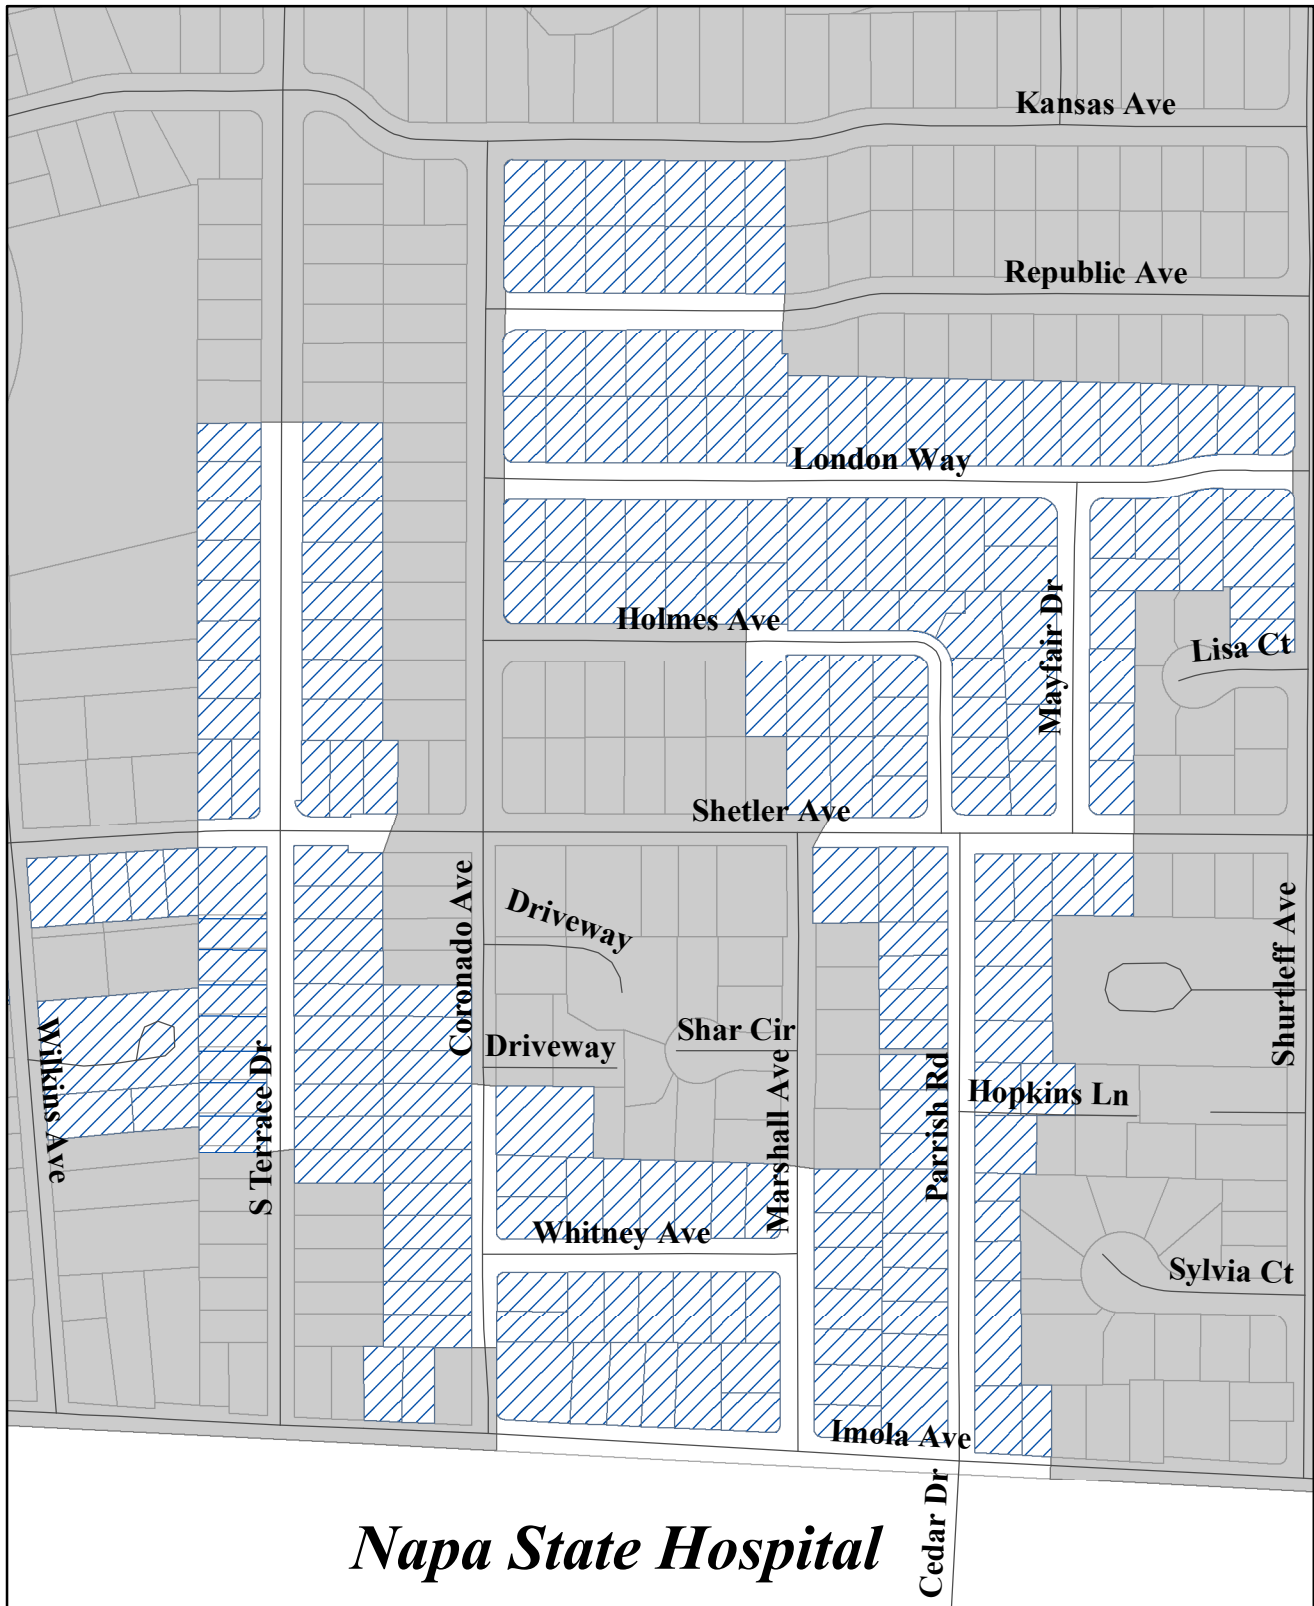 Kansas Ave
Republic Ave
London Way
Holmes Ave
Mayfair Dr
Lisa Ct
Shetler Ave
Coronado Ave
Driveway
Shurtleff Ave
Wilkins Ave
S Terrace Dr
Driveway
Shar Cir
Marshall Ave
Parrish Rd
Hopkins Ln
Whitney Ave
Sylvia Ct
Imola Ave
Cedar Dr
Napa State Hospital